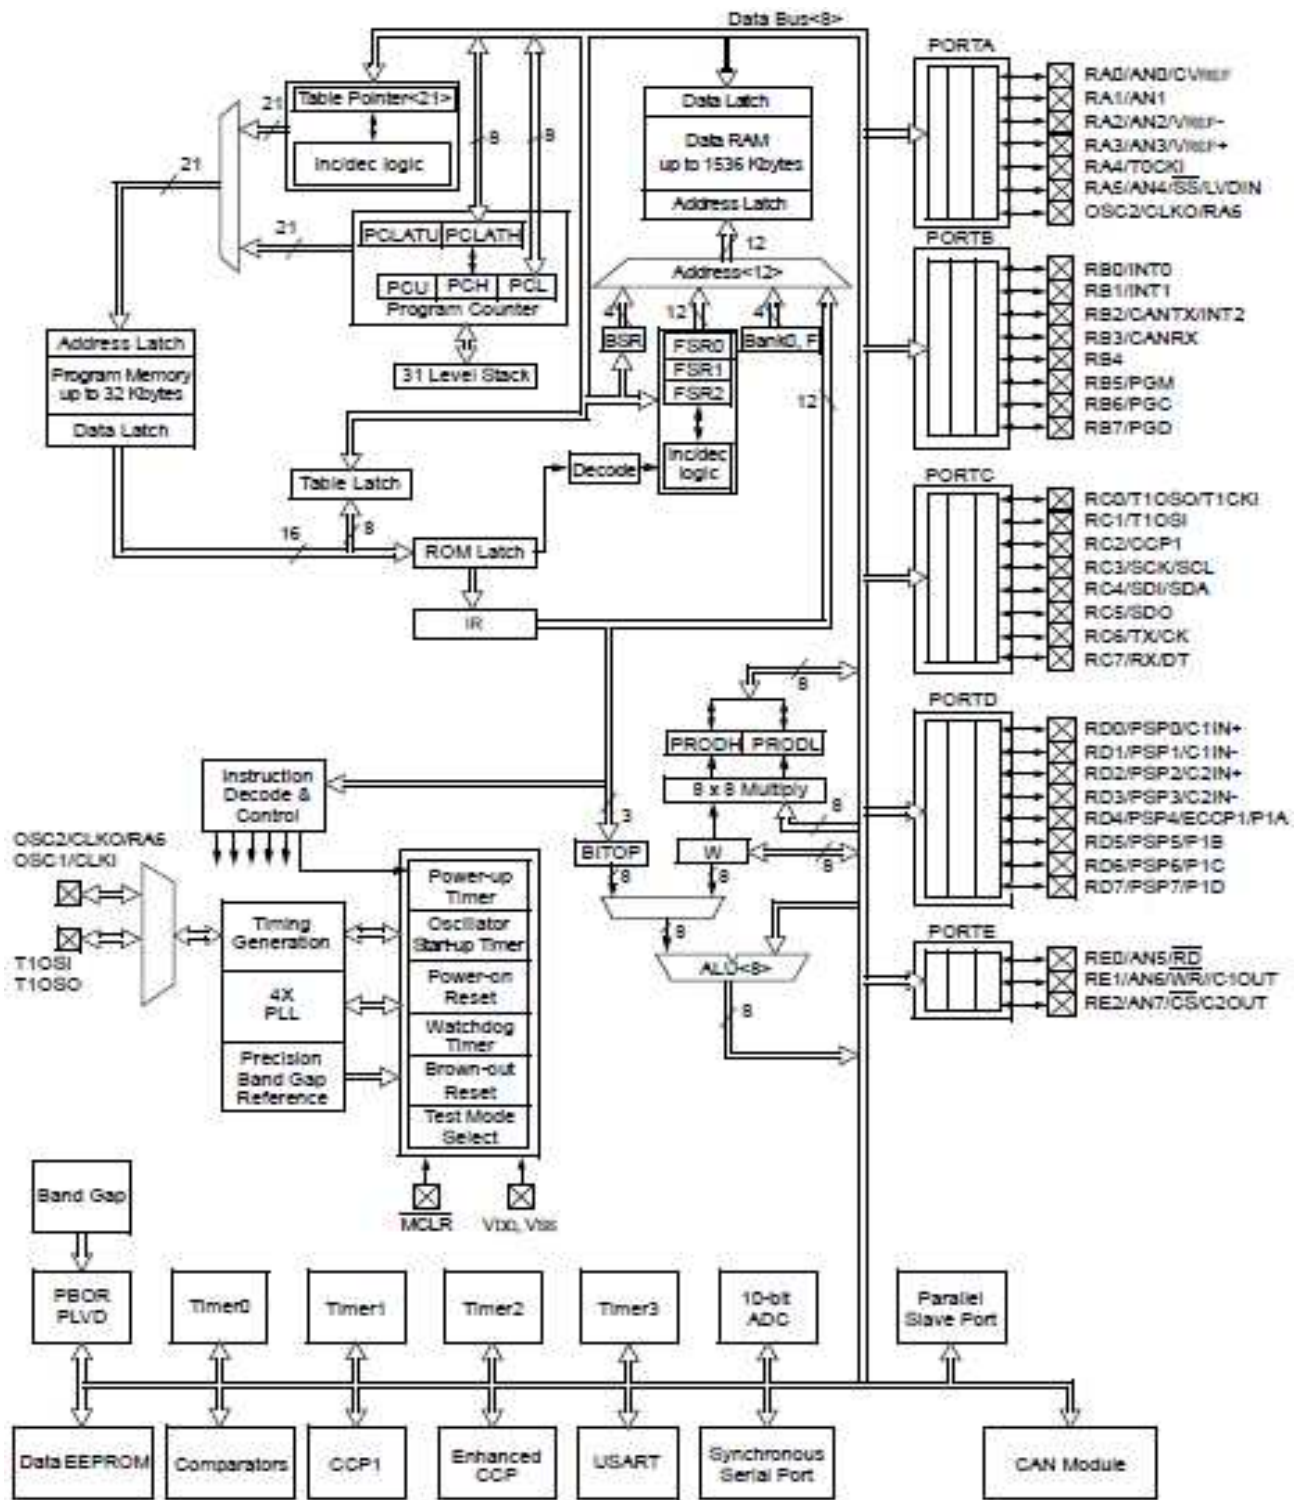 Data Bus<8>
PORTA
Table Pointer<21>
21
inc/dec logic
21
8
8
Data Latch
Data RAM
up to 1536 Kbytes
Address Latch
RA0/AN0/CVREF
RA1/AN1
RA2/AN2/VREF-
RA3/AN3/VREF+
RA4/T0CKI
RA5/AN4/SS/LVDIN
OSC2/CLKO/RA6
21
PCLATU PCLATH
PCU PCH PCL
Program Counter
12
Address<12>
PORTB
RB0/INT0
RB1/INT1
RB2/CANTX/INT2
RB3/CANRX
RB4
RB5/PGM
RB6/PGC
RB7/PGD
4
12
4
BSR
FSR0
FSR1
FSR2
Bank0, F
12
inc/dec
logic
Address Latch
Program Memory
up to 32 Kbytes
Data Latch
31 Level Stack
Table Latch
Decode
16
8
ROM Latch
IR
PORTC
RC0/T1OSO/T1CKI
RC1/T1OSI
RC2/CCP1
RC3/SCK/SCL
RC4/SDI/SDA
RC5/SDO
RC6/TX/CK
RC7/RX/DT
8
PRODH PRODL
8 x 8 Multiply
8
PORTD
RD0/PSP0/C1IN+
RD1/PSP1/C1IN-
RD2/PSP2/C2IN+
RD3/PSP3/C2IN-
RD4/PSP4/ECCP1/P1A
RD5/PSP5/P1B
RD6/PSP6/P1C
RD7/PSP7/P1D
Instruction
Decode &
Control
3
BITOP
W
8
8
8
8
ALU<8>
8
PORTE
RE0/AN5/RD
RE1/AN6/WR//C1OUT
RE2/AN7/CS/C2OUT
OSC2/CLKO/RA6
OSC1/CLKI
T1OSI
T1OSO
Timing
Generation
4X
PLL
Precision
Band Gap
Reference
Power-up
Timer
Oscillator
Start-up Timer
Power-on
Reset
Watchdog
Timer
Brown-out
Reset
Test Mode
Select
MCLR
VDD, VSS
Band Gap
PBOR
PLVD
Timer0
Timer1
Timer2
Timer3
10-bit
ADC
Parallel
Slave Port
Data EEPROM
Comparators
CCP1
Enhanced
CCP
USART
Synchronous
Serial Port
CAN Module